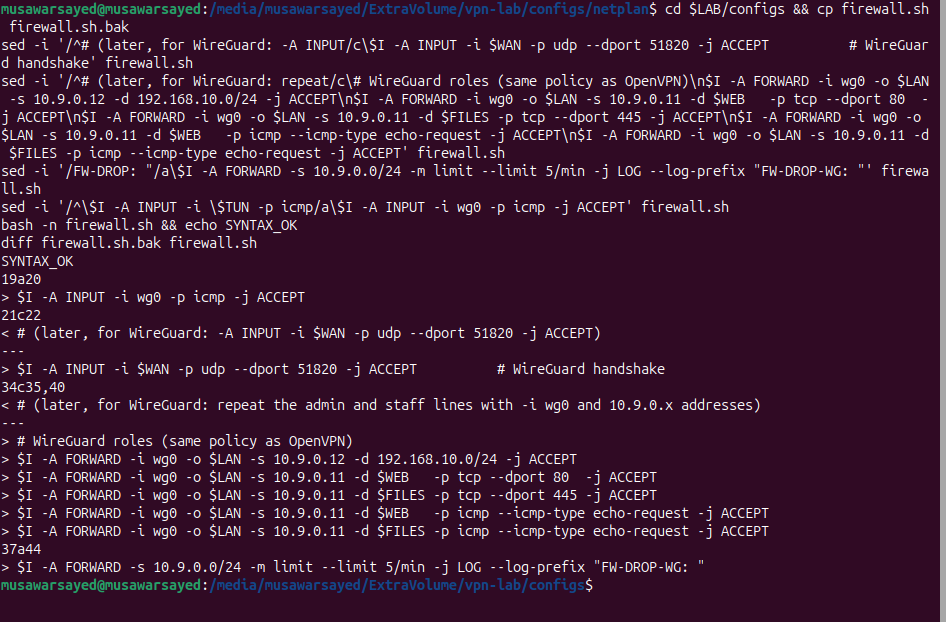 musawarsayed@musawarsayed:/media/musawarsayed/ExtraVolume/vpn-lab/configs/netplan$ cd $LAB/configs && cp firewall.sh
 firewall.sh.bak
sed -i '/^# (later, for WireGuard: -A INPUT/c\$I -A INPUT -i $WAN -p udp --dport 51820 -j ACCEPT          # WireGuar
d handshake' firewall.sh
sed -i '/^# (later, for WireGuard: repeat/c\# WireGuard roles (same policy as OpenVPN)\n$I -A FORWARD -i wg0 -o $LAN
 -s 10.9.0.12 -d 192.168.10.0/24 -j ACCEPT\n$I -A FORWARD -i wg0 -o $LAN -s 10.9.0.11 -d $WEB   -p tcp --dport 80  -
j ACCEPT\n$I -A FORWARD -i wg0 -o $LAN -s 10.9.0.11 -d $FILES -p tcp --dport 445 -j ACCEPT\n$I -A FORWARD -i wg0 -o 
$LAN -s 10.9.0.11 -d $WEB   -p icmp --icmp-type echo-request -j ACCEPT\n$I -A FORWARD -i wg0 -o $LAN -s 10.9.0.11 -d
 $FILES -p icmp --icmp-type echo-request -j ACCEPT' firewall.sh
sed -i '/FW-DROP: "/a\$I -A FORWARD -s 10.9.0.0/24 -m limit --limit 5/min -j LOG --log-prefix "FW-DROP-WG: "' firewa
ll.sh
sed -i '/^\$I -A INPUT -i \$TUN -p icmp/a\$I -A INPUT -i wg0 -p icmp -j ACCEPT' firewall.sh
bash -n firewall.sh && echo SYNTAX_OK
diff firewall.sh.bak firewall.sh
SYNTAX_OK
19a20
> $I -A INPUT -i wg0 -p icmp -j ACCEPT
21c22
< # (later, for WireGuard: -A INPUT -i $WAN -p udp --dport 51820 -j ACCEPT)
---
> $I -A INPUT -i $WAN -p udp --dport 51820 -j ACCEPT          # WireGuard handshake
34c35,40
< # (later, for WireGuard: repeat the admin and staff lines with -i wg0 and 10.9.0.x addresses)
---
> # WireGuard roles (same policy as OpenVPN)
> $I -A FORWARD -i wg0 -o $LAN -s 10.9.0.12 -d 192.168.10.0/24 -j ACCEPT
> $I -A FORWARD -i wg0 -o $LAN -s 10.9.0.11 -d $WEB   -p tcp --dport 80  -j ACCEPT
> $I -A FORWARD -i wg0 -o $LAN -s 10.9.0.11 -d $FILES -p tcp --dport 445 -j ACCEPT
> $I -A FORWARD -i wg0 -o $LAN -s 10.9.0.11 -d $WEB   -p icmp --icmp-type echo-request -j ACCEPT
> $I -A FORWARD -i wg0 -o $LAN -s 10.9.0.11 -d $FILES -p icmp --icmp-type echo-request -j ACCEPT
37a44
> $I -A FORWARD -s 10.9.0.0/24 -m limit --limit 5/min -j LOG --log-prefix "FW-DROP-WG: "
musawarsayed@musawarsayed:/media/musawarsayed/ExtraVolume/vpn-lab/configs$